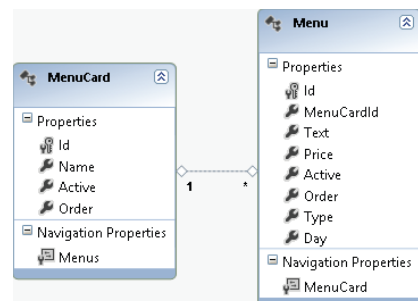 MenuCard
Properties
Id
Name
Active
Order
Navigation Properties
Menus
1
*
Menu
Properties
Id
MenuCardId
Text
Price
Active
Order
Type
Day
Navigation Properties
MenuCard